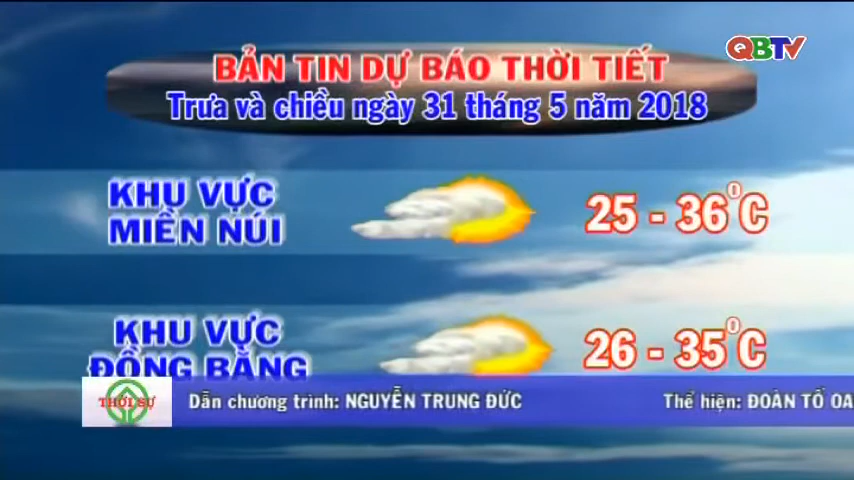 QBTV
BẢN TIN DỰ BÁO THỜI TIẾT
Trưa và chiều ngày 31 tháng 5 năm 2018
KHU VỰC
MIỀN NÚI
25 - 36°C
KHU VỰC
ĐỒNG BẰNG
26 - 35°C
THỜI SỰ
Dẫn chương trình: NGUYỄN TRUNG ĐỨC
Thể hiện: ĐOÀN TỐ OA